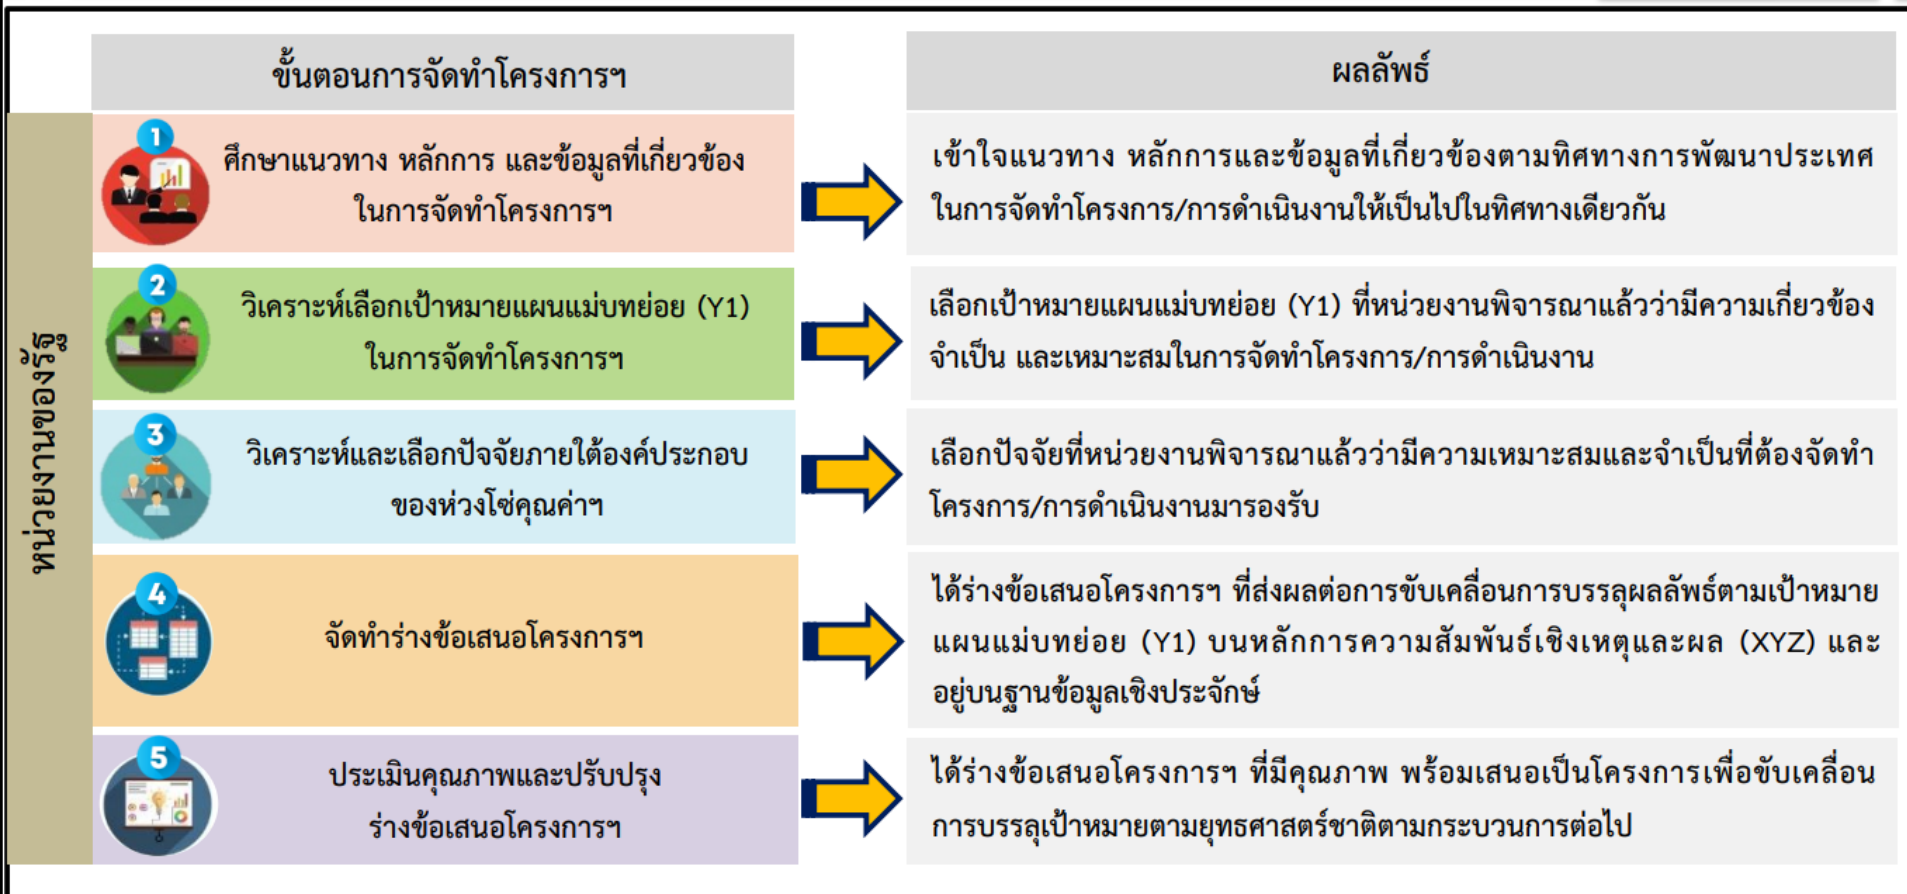 ขั้นตอนการจัดทำโครงการฯ
ผลลัพธ์
หน่วยงานของรัฐ
1
ศึกษาแนวทาง หลักการ และข้อมูลที่เกี่ยวข้อง
ในการจัดทำโครงการฯ
เข้าใจแนวทาง หลักการและข้อมูลที่เกี่ยวข้องตามทิศทางการพัฒนาประเทศ
ในการจัดทำโครงการ/การดำเนินงานให้เป็นไปในทิศทางเดียวกัน
2
วิเคราะห์เลือกเป้าหมายแผนแม่บทย่อย (Y1)
ในการจัดทำโครงการฯ
เลือกเป้าหมายแผนแม่บทย่อย (Y1) ที่หน่วยงานพิจารณาแล้วว่ามีความเกี่ยวข้อง
จำเป็น และเหมาะสมในการจัดทำโครงการ/การดำเนินงาน
3
วิเคราะห์และเลือกปัจจัยภายใต้องค์ประกอบ
ของห่วงโซ่คุณค่าฯ
เลือกปัจจัยที่หน่วยงานพิจารณาแล้วว่ามีความเหมาะสมและจำเป็นที่ต้องจัดทำ
โครงการ/การดำเนินงานมารองรับ
4
จัดทำร่างข้อเสนอโครงการฯ
ได้ร่างข้อเสนอโครงการฯ ที่ส่งผลต่อการขับเคลื่อนการบรรลุผลลัพธ์ตามเป้าหมาย
แผนแม่บทย่อย (Y1) บนหลักการความสัมพันธ์เชิงเหตุและผล (XYZ) และ
อยู่บนฐานข้อมูลเชิงประจักษ์
5
ประเมินคุณภาพและปรับปรุง
ร่างข้อเสนอโครงการฯ
ได้ร่างข้อเสนอโครงการฯ ที่มีคุณภาพ พร้อมเสนอเป็นโครงการเพื่อขับเคลื่อน
การบรรลุเป้าหมายตามยุทธศาสตร์ชาติตามกระบวนการต่อไป